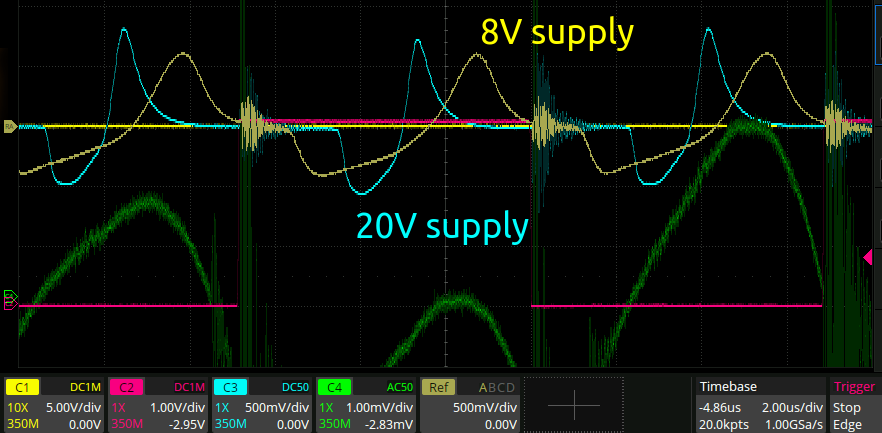 8V supply
RA
20V supply
C1 DC1M C2 DC1M C3 DC50 C4 AC50 Ref ABCD Timebase Trigger
10X 5.00V/div 1X 1.00V/div 1X 500mV/div 1X 1.00mV/div 500mV/div -4.86us 2.00us/div Stop
350M 0.00V 350M -2.95V 350M 0.00V 350M -2.83mV 0.00V 20.0kpts 1.00GSa/s Edge